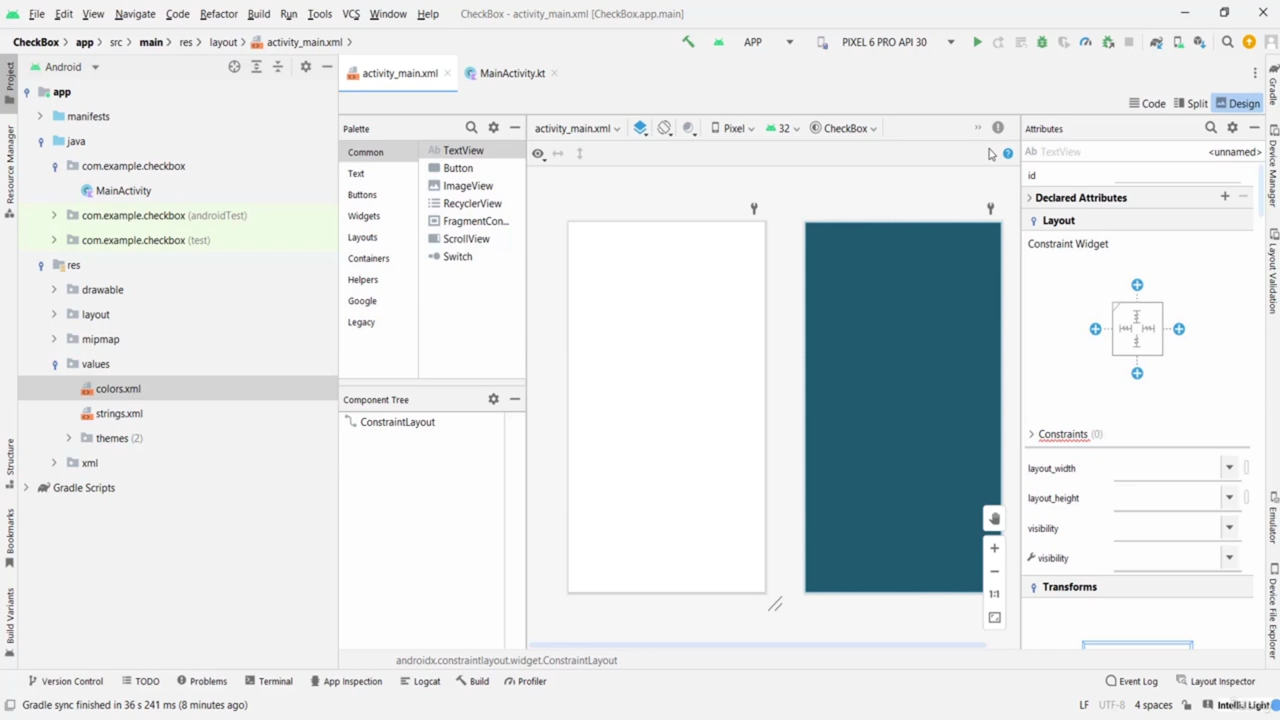 File Edit View Navigate Code Refactor Build Run Tools VCS Window Help CheckBox - activity_main.xml [CheckBox.app.main]
CheckBox app src main res layout activity_main.xml APP PIXEL 6 PRO API 30
Project
Android
activity_main.xml
MainActivity.kt
Gradle
app
Code Split Design
manifests
Palette
activity_main.xml Pixel 32 CheckBox
Attributes
java
Common
Ab TextView
Ab TextView
<unnamed>
com.example.checkbox
Text
Button
id
MainActivity
Buttons
ImageView
Declared Attributes
com.example.checkbox (androidTest)
Widgets
RecyclerView
Layout
com.example.checkbox (test)
Layouts
FragmentCon...
Constraint Widget
res
Containers
ScrollView
drawable
Helpers
Switch
layout
Google
mipmap
Legacy
values
colors.xml
Component Tree
strings.xml
ConstraintLayout
themes (2)
Constraints (0)
xml
layout_width
Gradle Scripts
layout_height
visibility
visibility
1:1
Transforms
Resource Manager
Structure
Bookmarks
Build Variants
Device Manager
Layout Validation
Emulator
Device File Explorer
androidx.constraintlayout.widget.ConstraintLayout
Version Control TODO Problems Terminal App Inspection Logcat Build Profiler Event Log Layout Inspector
Gradle sync finished in 36 s 241 ms (8 minutes ago) LF UTF-8 4 spaces IntelliJ Light